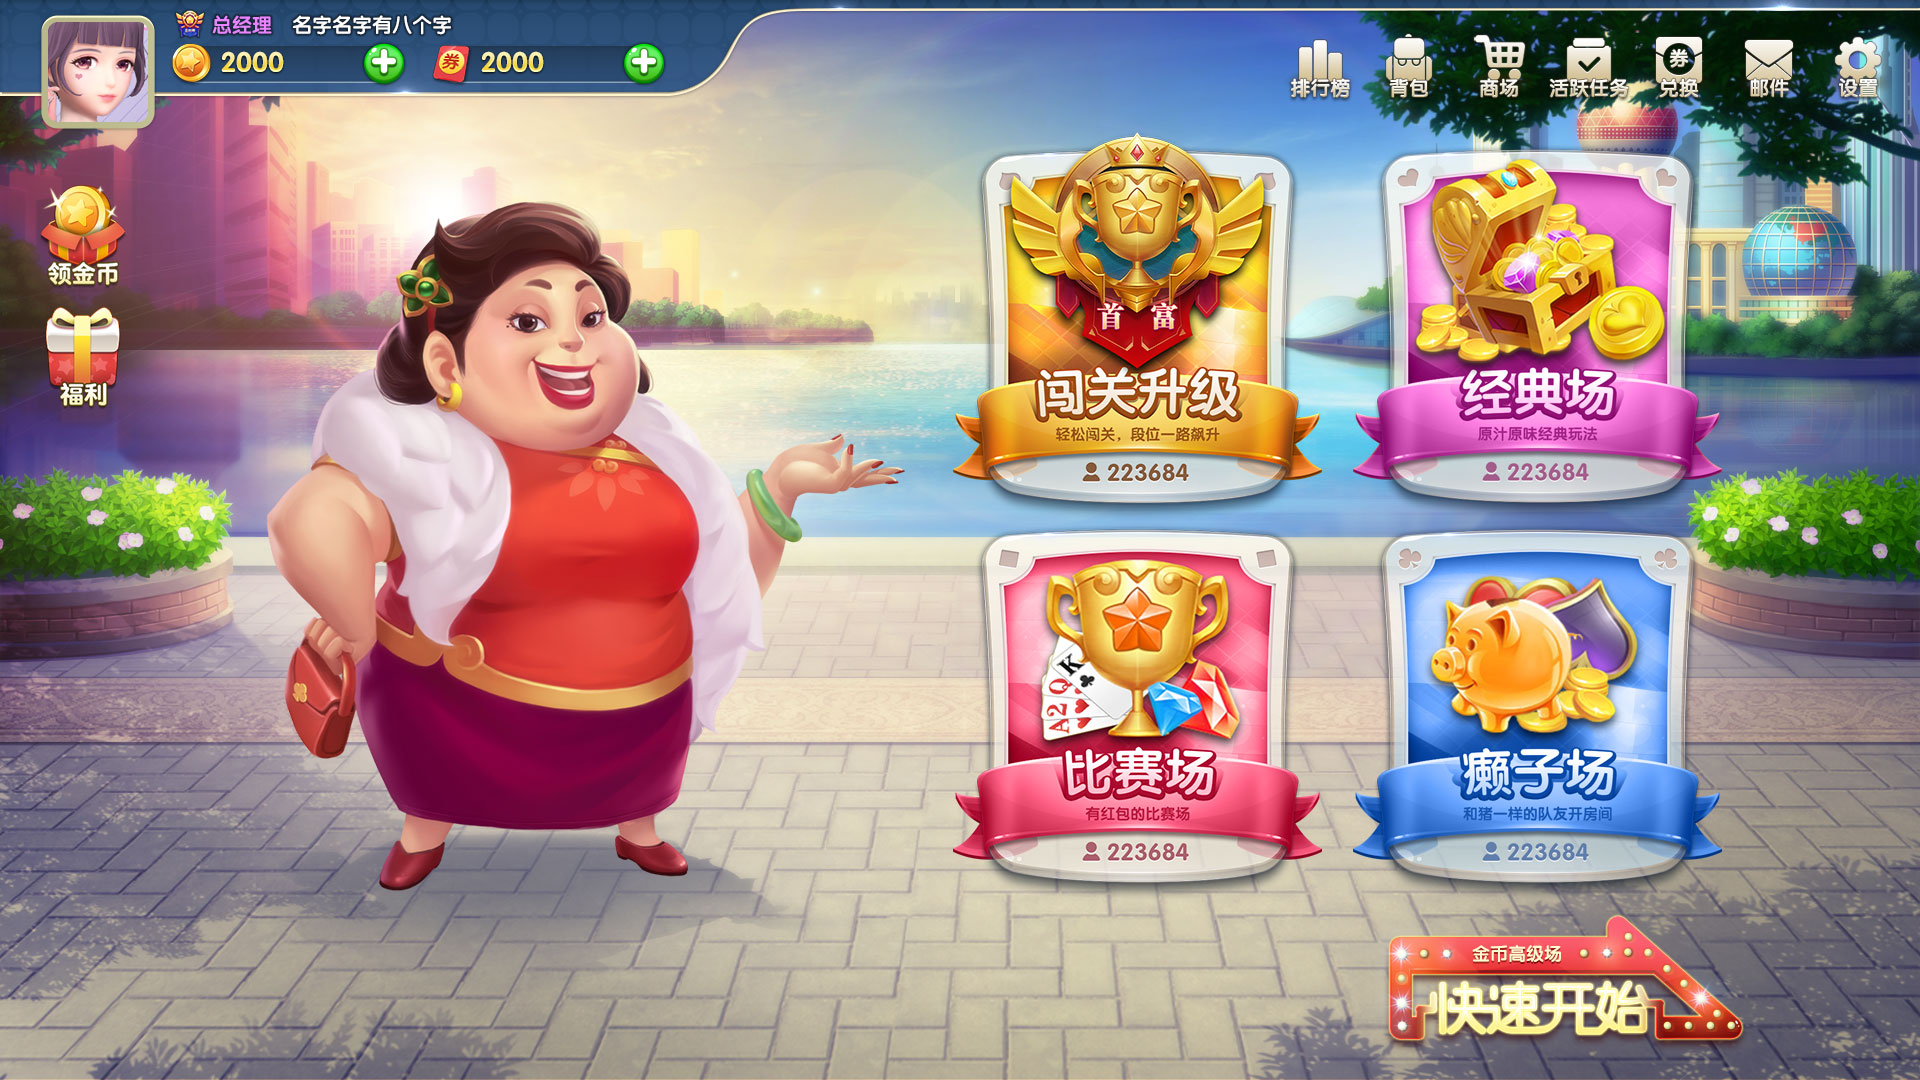 总经理 名字名字有八个字
2000
券 2000
排行榜
背包
商场
活跃任务
券
兑换
邮件
设置
领金币
福利
首富
闯关升级
轻松闯关，段位一路飙升
223684
经典场
原汁原味经典玩法
223684
K
Q
2
A
比赛场
有红包的比赛场
223684
癞子场
和猪一样的队友开房间
223684
金币高级场
快速开始